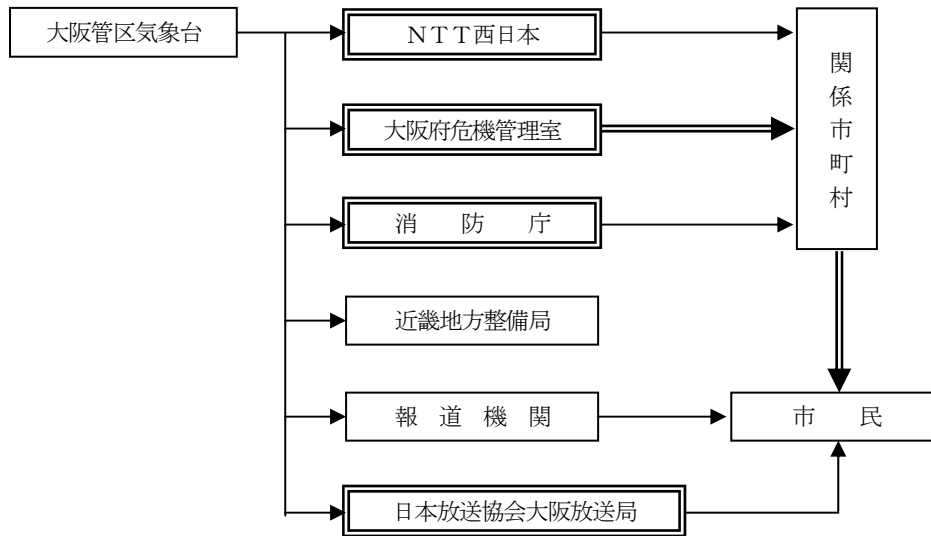 大阪管区気象台
ＮＴＴ西日本
関係市町村
大阪府危機管理室
消　防　庁
近畿地方整備局
報　道　機　関
市　民
日本放送協会大阪放送局